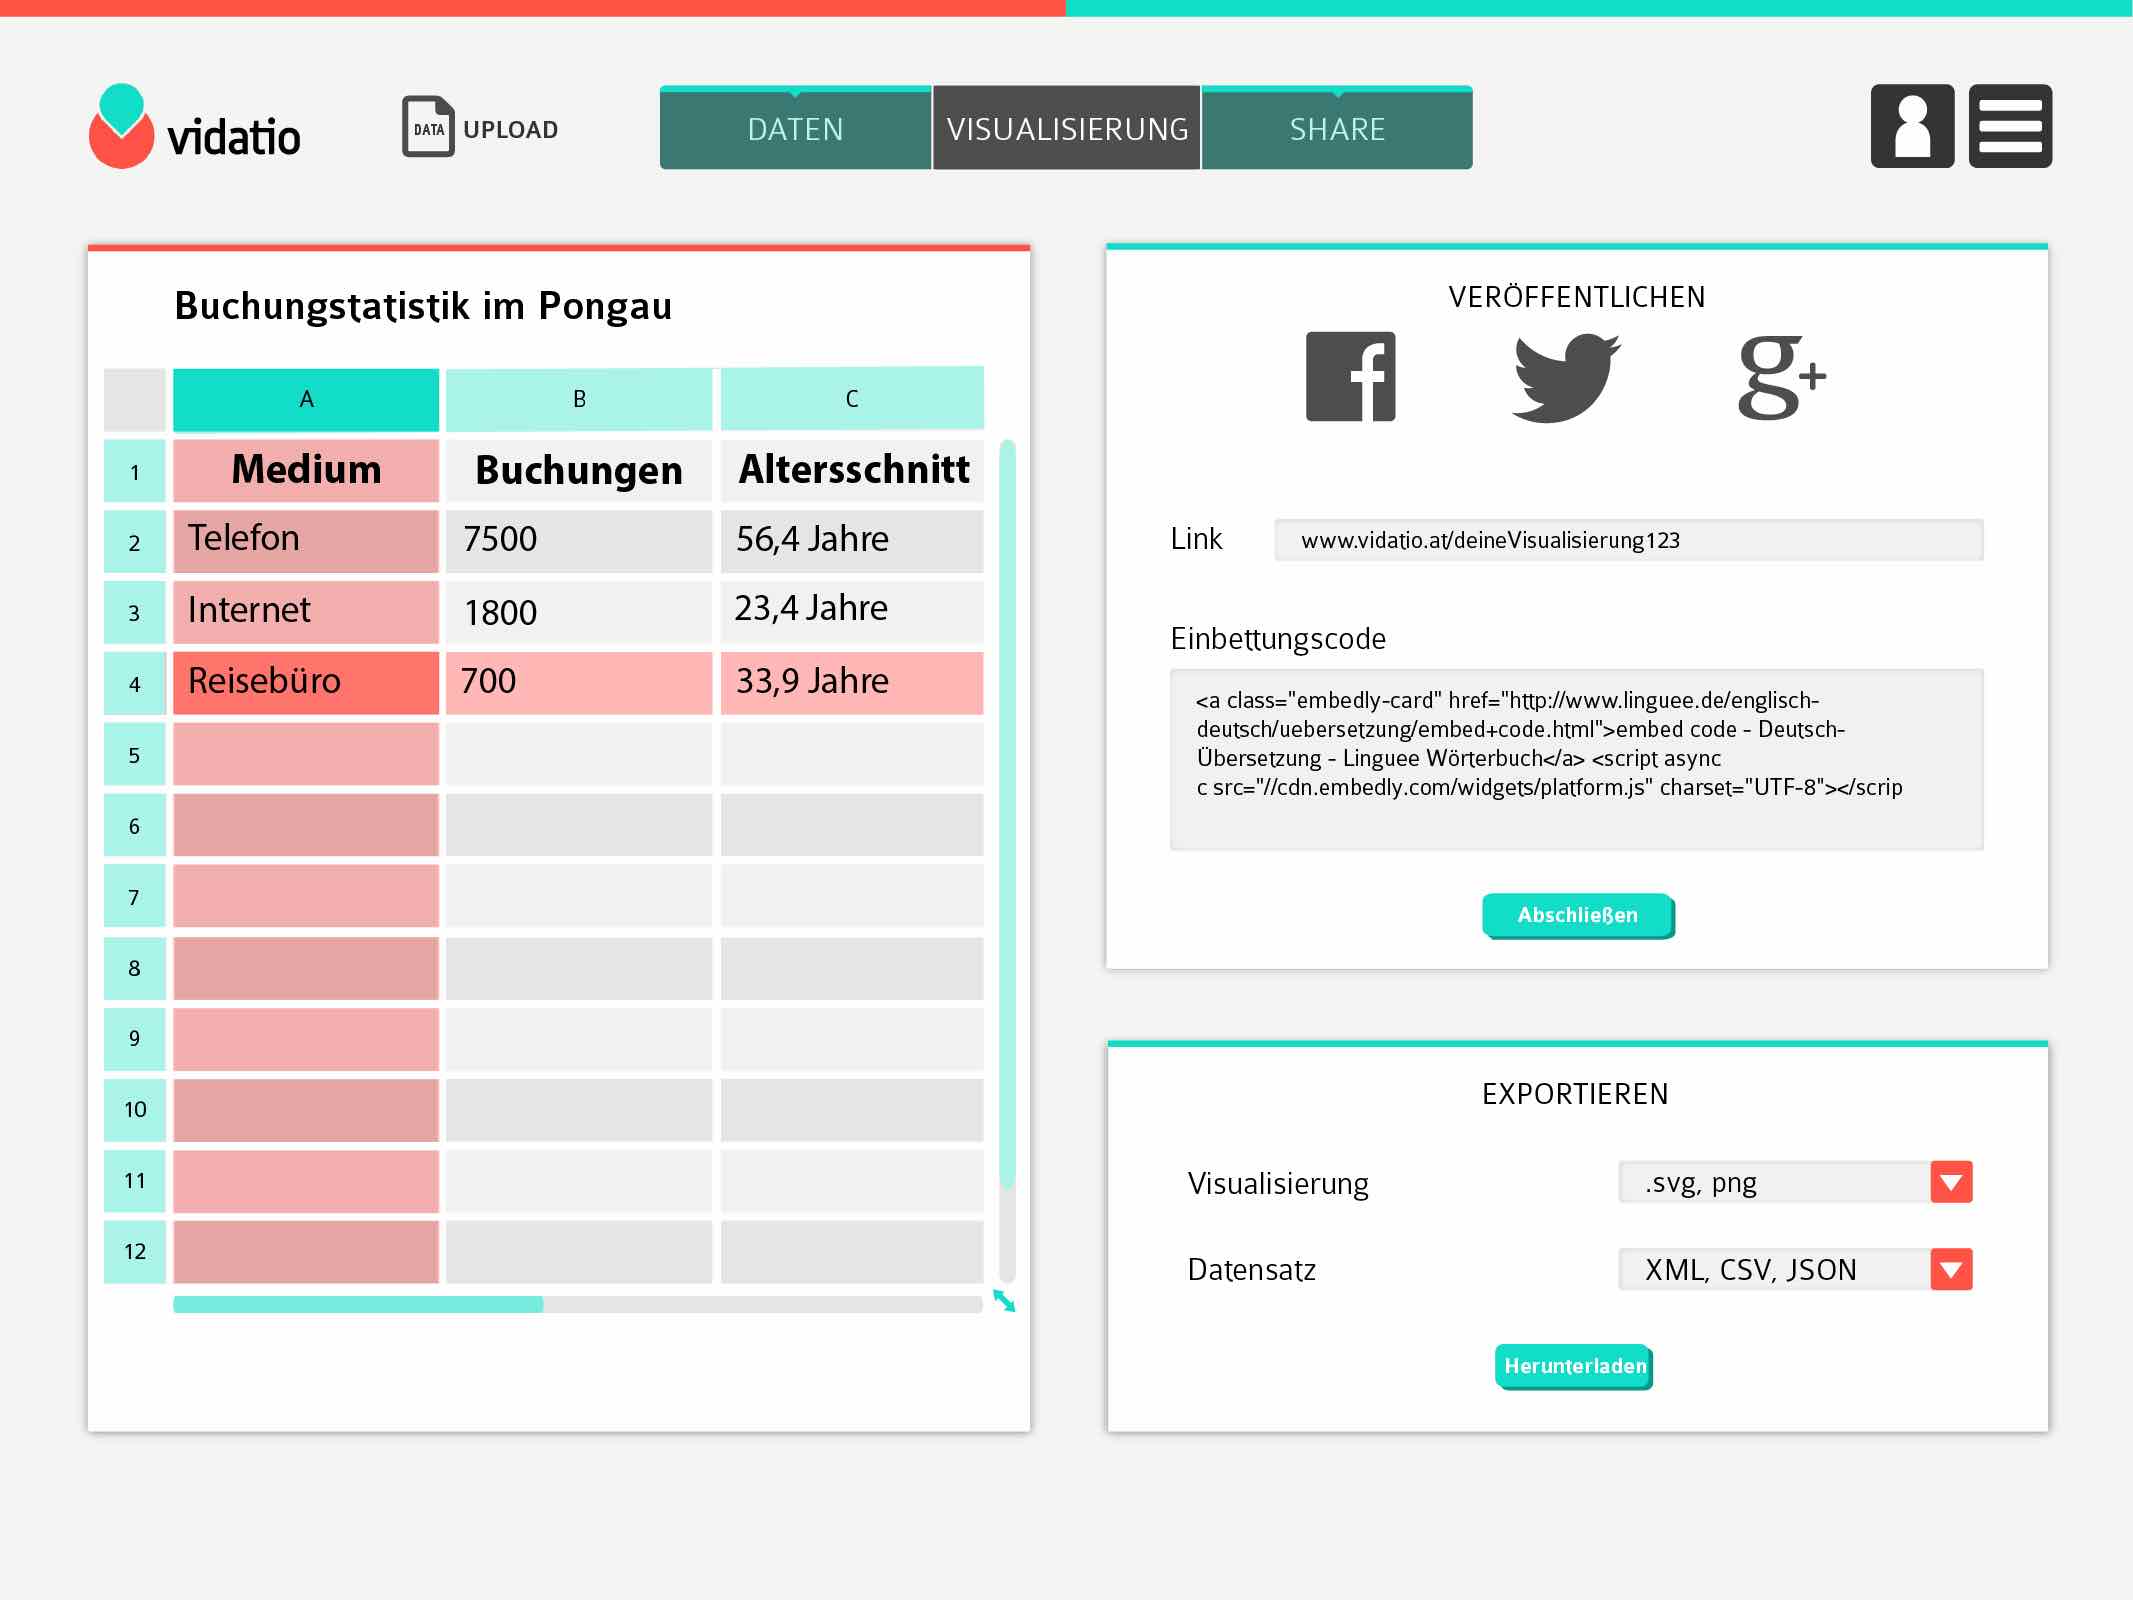 vidatio
DATA
UPLOAD
DATEN
VISUALISIERUNG
SHARE
Buchungstatistik im Pongau
A B C
1 Medium Buchungen Altersschnitt
2 Telefon 7500 56,4 Jahre
3 Internet 1800 23,4 Jahre
4 Reisebüro 700 33,9 Jahre
5
6
7
8
9
10
11
12
VERÖFFENTLICHEN
f
g+
Link www.vidatio.at/deineVisualisierung123
Einbettungscode
<a class="embedly-card" href="http://www.linguee.de/englisch-
deutsch/uebersetzung/embed+code.html">embed code - Deutsch-
Übersetzung - Linguee Wörterbuch</a> <script async
c src="//cdn.embedly.com/widgets/platform.js" charset="UTF-8"></scrip
Abschließen
EXPORTIEREN
Visualisierung .svg, png
Datensatz XML, CSV, JSON
Herunterladen